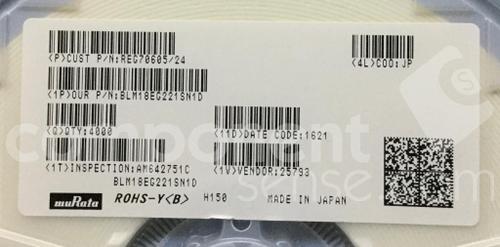 (P)CUST P/N:REG70605/24
(4L)COO:JP
(1P)OUR P/N:BLM18EG221SN1D
(Q)QTY:4000
(11D)DATE CODE:1621
(1T)INSPECTION:AM642751C
(1V)VENDOR:25793
BLM18EG221SN1D
muRata ROHS-Y<B> H150 MADE IN JAPAN
component
sense.com